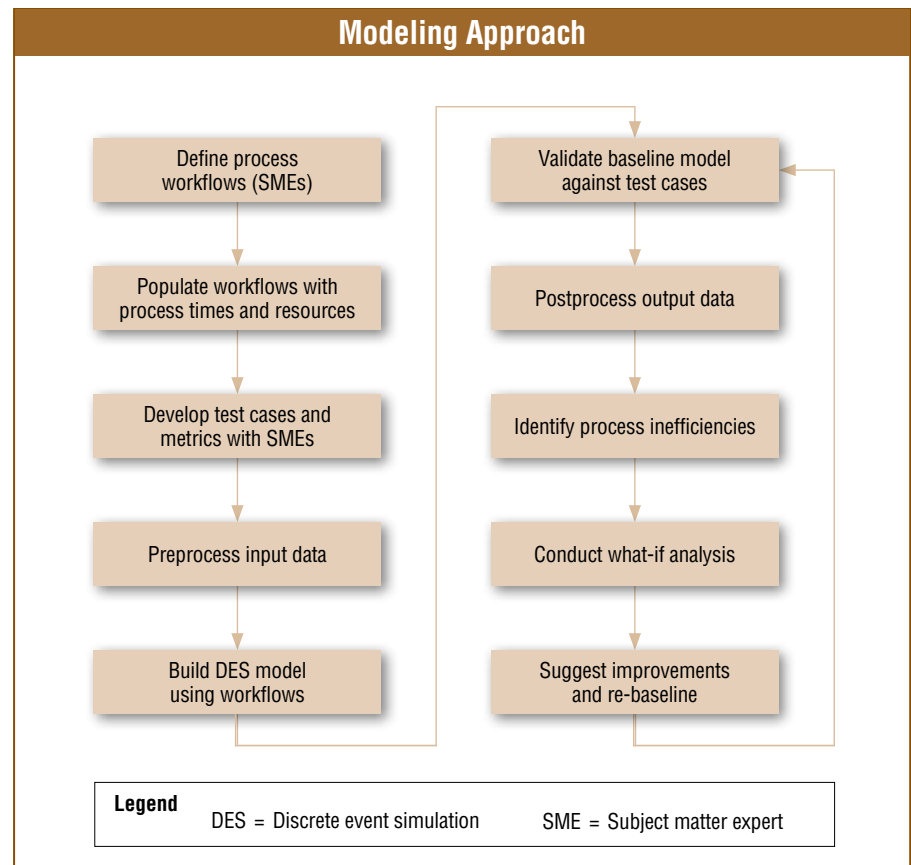 Modeling Approach
Define process
workflows (SMEs)
Populate workflows with
process times and resources
Develop test cases and
metrics with SMEs
Preprocess input data
Build DES model
using workflows
Validate baseline model
against test cases
Postprocess output data
Identify process inefficiencies
Conduct what-if analysis
Suggest improvements
and re-baseline
Legend
DES = Discrete event simulation
SME = Subject matter expert